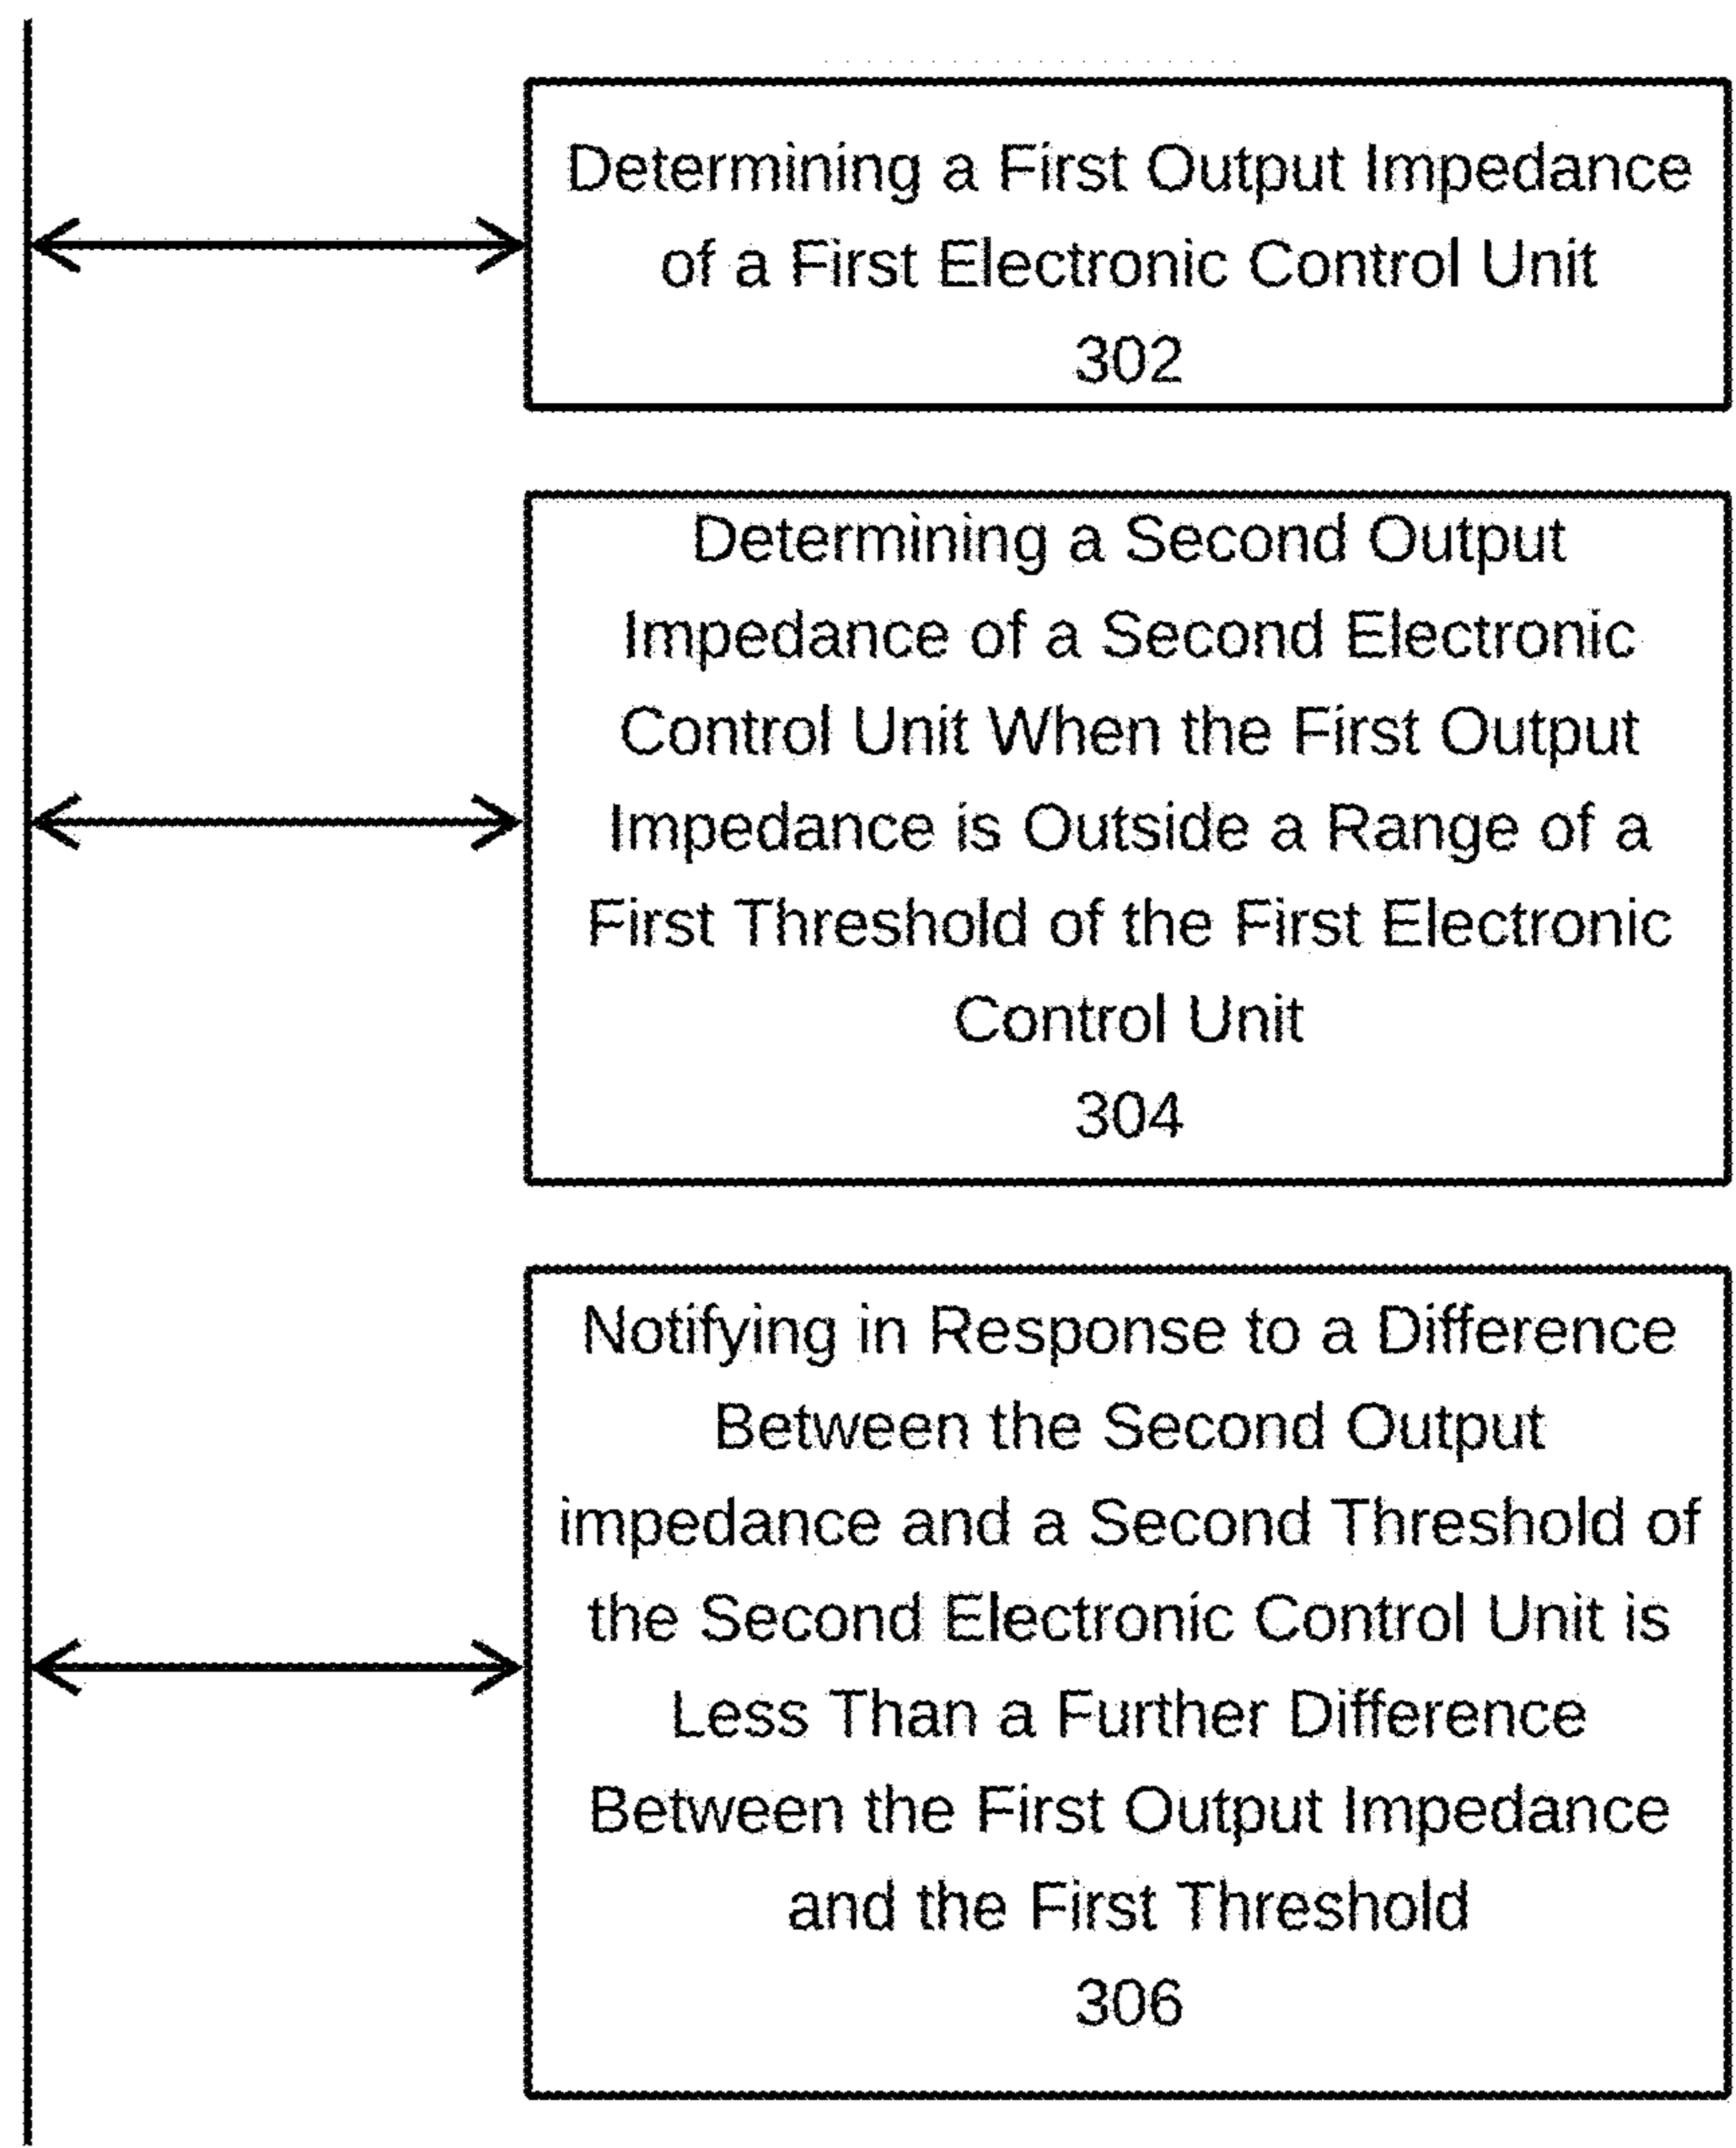 Determining a First Output Impedance
of a First Electronic Control Unit
302
Determining a Second Output
Impedance of a Second Electronic
Control Unit When the First Output
Impedance is Outside a Range of a
First Threshold of the First Electronic
Control Unit
304
Notifying in Response to a Difference
Between the Second Output
impedance and a Second Threshold of
the Second Electronic Control Unit is
Less Than a Further Difference
Between the First Output Impedance
and the First Threshold
306